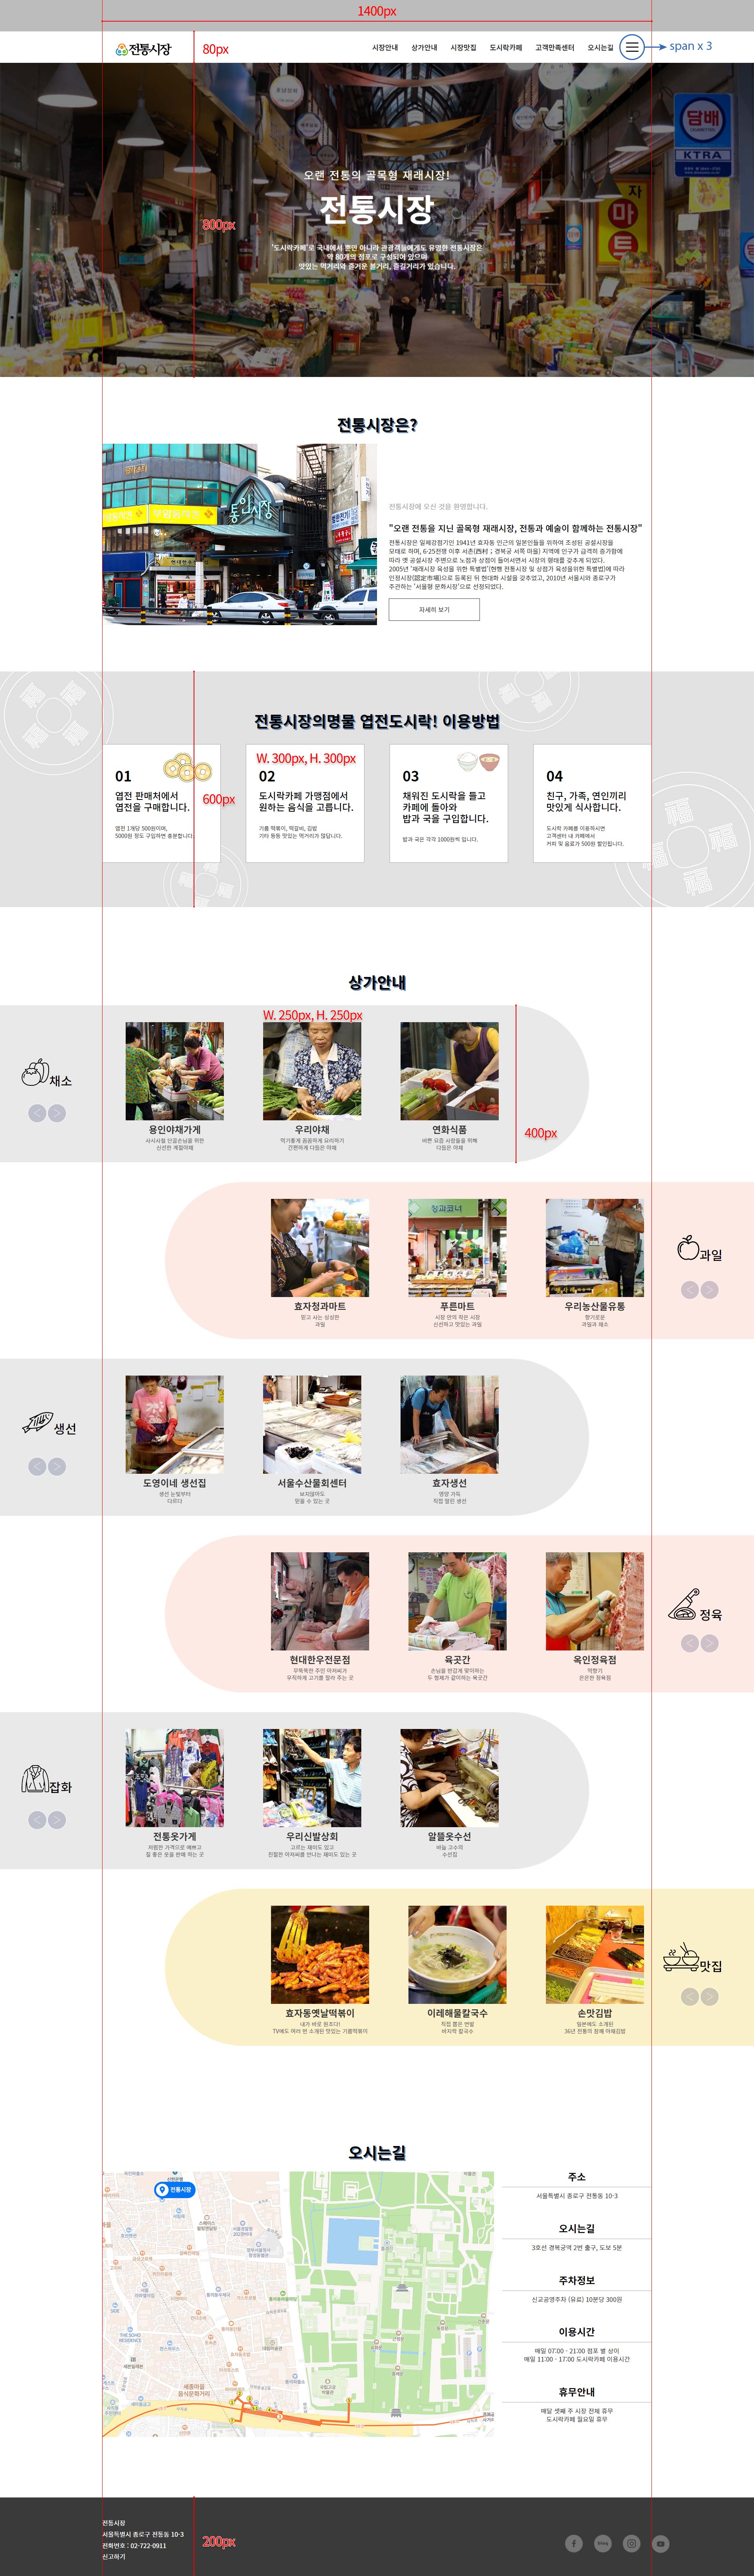 1400px
전통시장
80px
시장안내 상가안내 시장맛집 도시락카페 고객만족센터 오시는길
span x 3
담배
KTRA
오랜 전통의 골목형 재래시장!
전통시장
800px
'도시락카페'로 국내에서 뿐만 아니라 관광객들에게도 유명한 전통시장은
약 80개의 점포로 구성되어 있으며
맛있는 먹거리와 즐거운 볼거리, 즐길거리가 있습니다.
자
마
트
전통시장은?
통인시장
전통시장에 오신 것을 환영합니다.
"오랜 전통을 지닌 골목형 재래시장, 전통과 예술이 함께하는 전통시장"
전통시장은 일제강점기인 1941년 효자동 인근의 일본인들을 위하여 조성된 공설시장을
모태로 하며, 6·25전쟁 이후 서촌(西村 ; 경복궁 서쪽 마을) 지역에 인구가 급격히 증가함에
따라 옛 공설시장 주변으로 노점과 상점이 들어서면서 시장의 형태를 갖추게 되었다.
2005년 '재래시장 육성을 위한 특별법'(현행 전통시장 및 상점가 육성을위한 특별법)에 따라
인정시장(認定市場)으로 등록된 뒤 현대화 시설을 갖추었고, 2010년 서울시와 종로구가
주관하는 '서울형 문화시장'으로 선정되었다.
자세히 보기
전통시장의명물 엽전도시락! 이용방법
W. 300px, H. 300px
600px
01
엽전 판매처에서
엽전을 구매합니다.
엽전 1개당 500원이며,
5000원 정도 구입하면 충분합니다.
02
도시락카페 가맹점에서
원하는 음식을 고릅니다.
기름 떡볶이, 떡갈비, 김밥
기타 등등 맛있는 먹거리가 많답니다.
03
채워진 도시락을 들고
카페에 돌아와
밥과 국을 구입합니다.
밥과 국은 각각 1000원씩 입니다.
04
친구, 가족, 연인끼리
맛있게 식사합니다.
도시락 카페를 이용하시면
고객센터 내 카페에서
커피 및 음료가 500원 할인됩니다.
상가안내
W. 250px, H. 250px
400px
채소
< >
용인야채가게
사시사철 단골손님을 위한
신선한 계절야채
우리야채
먹기좋게 꼼꼼하게 요리하기
간편하게 다듬은 야채
연화식품
바쁜 요즘 사람들을 위해
다듬은 야채
청과코너
효자청과마트
믿고 사는 싱싱한
과일
푸른마트
시장 안의 작은 시장
신선하고 맛있는 과일
우리농산물유통
향기로운
과일과 채소
과일
< >
생선
< >
도영이네 생선집
생선 눈빛부터
다르다
서울수산물회센터
보지않아도
믿을 수 있는 곳
효자생선
영양 가득
직접 말린 생선
현대한우전문점
무뚝뚝한 주인 아저씨가
우직하게 고기를 썰어 주는 곳
육곳간
손님을 반갑게 맞이하는
두 형제가 같이하는 육곳간
옥인정육점
먹향기
은은한 정육점
정육
< >
잡화
< >
전통옷가게
저렴한 가격으로 예쁘고
질 좋은 옷을 판매 하는 곳
우리신발상회
고르는 재미도 있고
친절한 아저씨를 만나는 재미도 있는 곳
알뜰옷수선
바늘 고수의
수선집
효자동옛날떡볶이
내가 바로 원조다!
TV에도 여러 번 소개된 맛있는 기름떡볶이
이레해물칼국수
직접 뽑은 면발
바지락 칼국수
손맛김밥
일본에도 소개된
36년 전통의 참깨 야채김밥
맛집
< >
오시는길
전통시장
THE SOHO
RESIDENCE
세종마을
음식문화거리
주소
서울특별시 종로구 전통동 10-3
오시는길
3호선 경복궁역 2번 출구, 도보 5분
주차정보
신교공영주차 (유료) 10분당 300원
이용시간
매일 07:00 - 21:00 점포 별 상이
매일 11:00 - 17:00 도시락카페 이용시간
휴무안내
매달 셋째 주 시장 전체 휴무
도시락카페 월요일 휴무
전통시장
서울특별시 종로구 전통동 10-3
전화번호 : 02-722-0911
신고하기
200px
blog